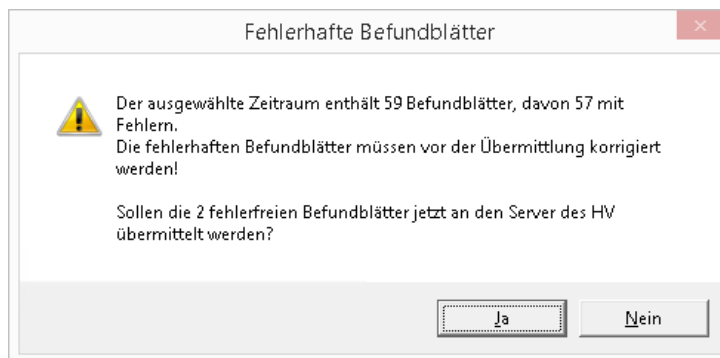 Fehlerhafte Befundblätter
Der ausgewählte Zeitraum enthält 59 Befundblätter, davon 57 mit
Fehlern.
Die fehlerhaften Befundblätter müssen vor der Übermittlung korrigiert
werden!
Sollen die 2 fehlerfreien Befundblätter jetzt an den Server des HV
übermittelt werden?
Ja
Nein